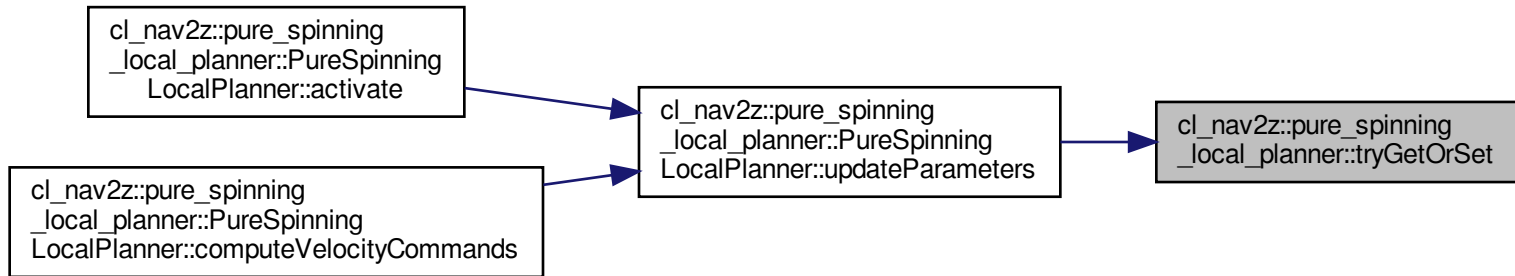 cl_nav2z::pure_spinning
_local_planner::PureSpinning
LocalPlanner::activate
cl_nav2z::pure_spinning
_local_planner::PureSpinning
LocalPlanner::computeVelocityCommands
cl_nav2z::pure_spinning
_local_planner::PureSpinning
LocalPlanner::updateParameters
cl_nav2z::pure_spinning
_local_planner::tryGetOrSet